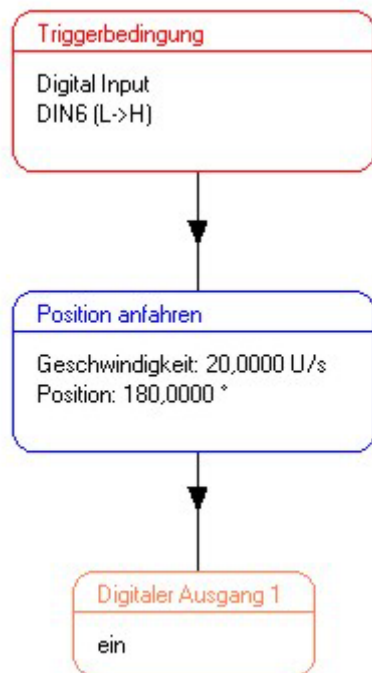 Triggerbedingung
Digital Input
DIN6 (L->H)
Position anfahren
Geschwindigkeit: 20,0000 U/s
Position: 180,0000 °
Digitaler Ausgang 1
ein